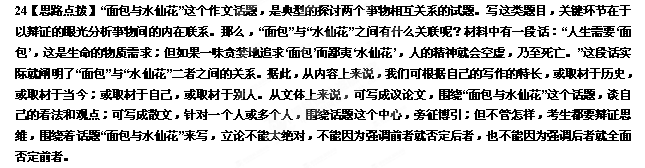 24【思路点拨】“面包与水仙花”这个作文话题，是典型的探讨两个事物相互关系的试题。写这类题目，关键环节在于
以辩证的眼光分析事物间的内在联系。那么，“面包”与“水仙花”之间有什么关联呢？材料中有一段话：“人生需要‘面
包’，这是生命的物质需求；但如果一味贪婪地追求‘面包’而鄙夷‘水仙花’，人的精神就会空虚，乃至死亡。”这段话实
际就阐明了“面包”与“水仙花”二者之间的关系。据此，从内容上来说，我们可根据自己的写作的特长，或取材于历史，
或取材于当今；或取材于自己，或取材于别人。从文体上来说，可写成议论文，围绕“面包与水仙花”这个话题，谈自
己的看法和观点；可写成散文，针对一个人或多个人，围绕话题这个中心，旁征博引；但不管怎样，考生都要辩证思
维，围绕着话题“面包与水仙花”来写，立论不能太绝对，不能因为强调前者就否定后者，也不能因为强调后者就全面
否定前者。